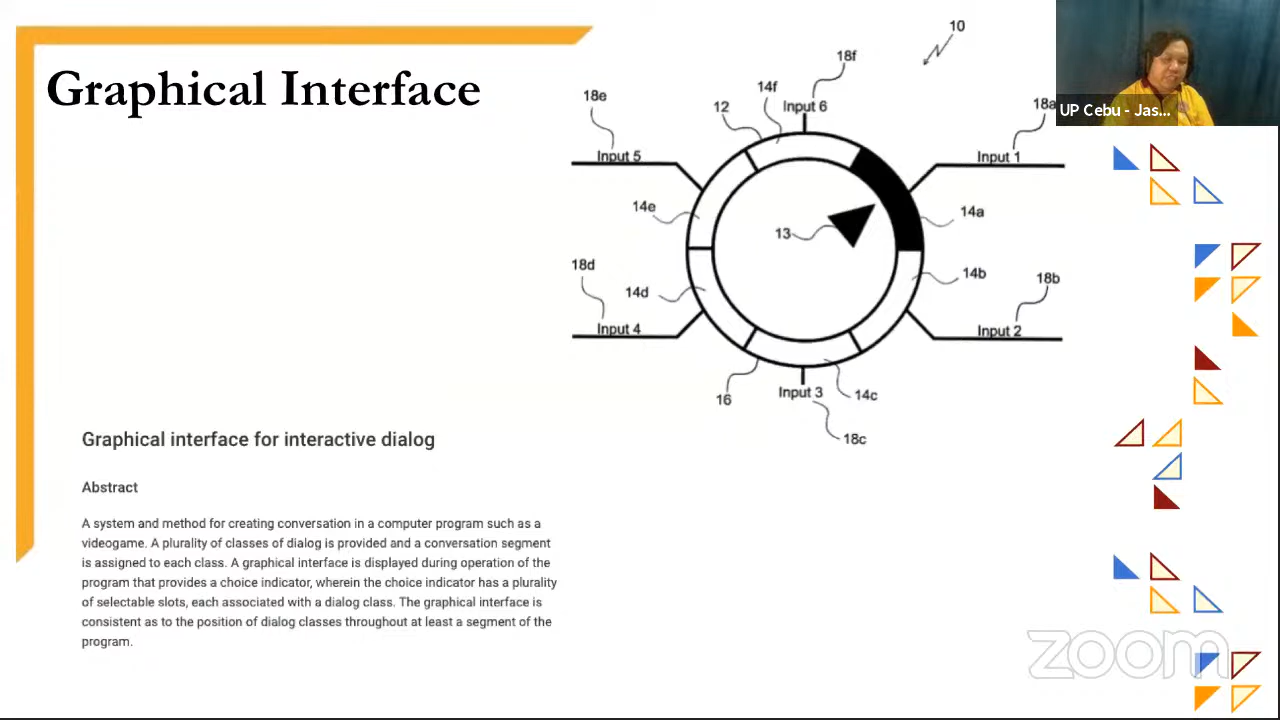 Graphical Interface
10
18f
18e
14f
12
Input 6
18a
UP Cebu - Jas...
Input 5
Input 1
14e
14a
13
18d
14b
18b
14d
Input 4
Input 2
16
Input 3
14c
18c
Graphical interface for interactive dialog
Abstract
A system and method for creating conversation in a computer program such as a
videogame. A plurality of classes of dialog is provided and a conversation segment
is assigned to each class. A graphical interface is displayed during operation of the
program that provides a choice indicator, wherein the choice indicator has a plurality
of selectable slots, each associated with a dialog class. The graphical interface is
consistent as to the position of dialog classes throughout at least a segment of the
program.
zoom